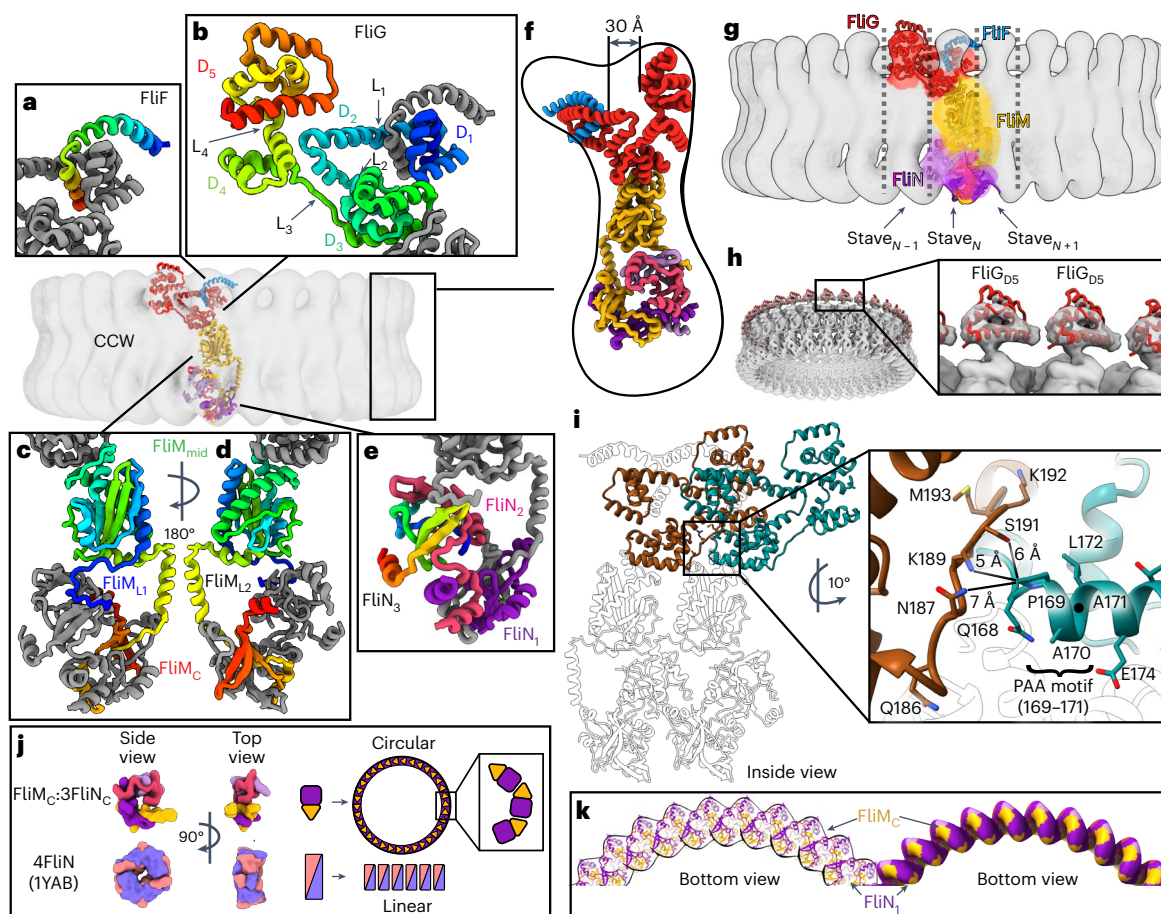 a
FliF
b
FliG
D5
L1
D2
D1
L4
L2
D4
L3
D3
CCW
c
FliMmid
d
180°
FliML1
FliML2
FliMC
e
FliN2
FliN3
FliN1
f
30 Å
g
FliG
FliF
FliM
FliN
StaveN − 1
StaveN
StaveN + 1
h
FliGD5
FliGD5
i
10°
Inside view
K192
M193
S191
L172
K189
5 Å
6 Å
N187
7 Å
P169
A171
Q168
A170
E174
PAA motif
(169–171)
Q186
j
Side
view
Top
view
Circular
FliMC:3FliNC
90°
4FliN
(1YAB)
Linear
k
FliMC
Bottom view
FliN1
Bottom view